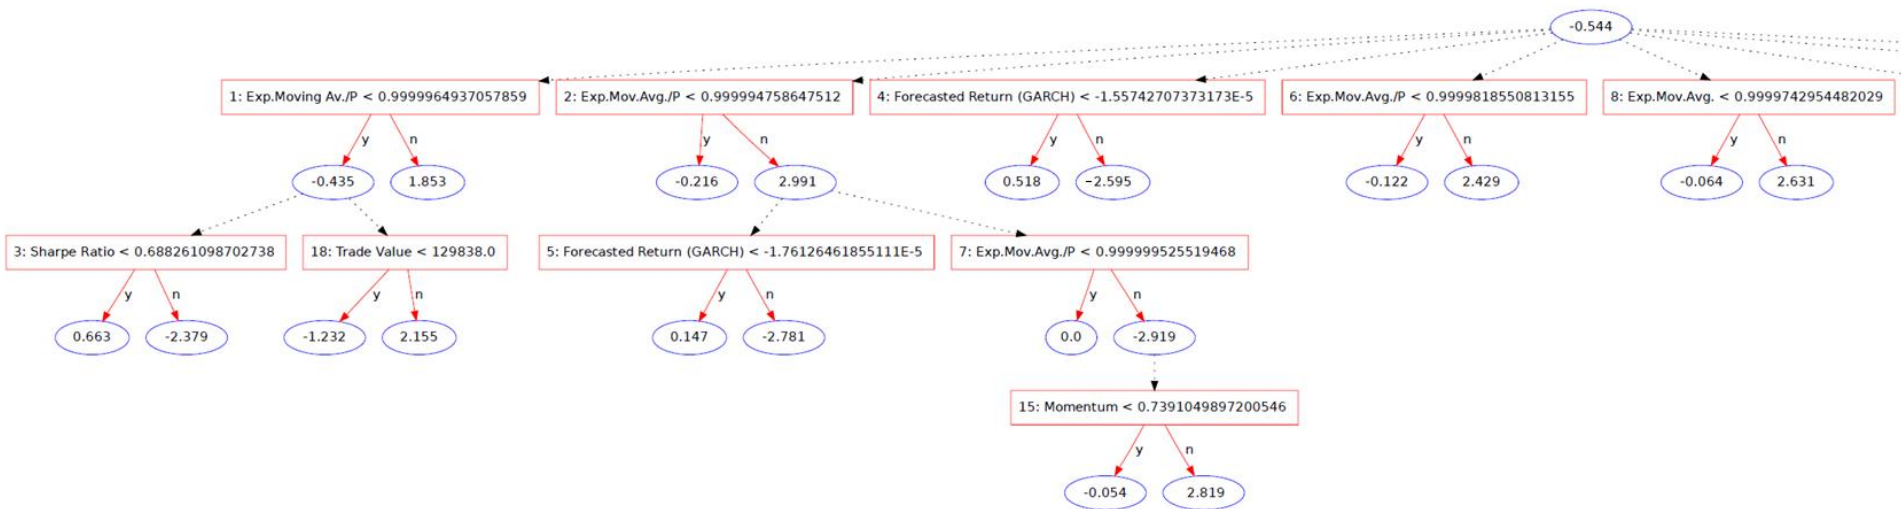 -0.544
1: Exp.Moving Av./P < 0.9999964937057859
2: Exp.Mov.Avg./P < 0.999994758647512
4: Forecasted Return (GARCH) < -1.55742707373173E-5
6: Exp.Mov.Avg./P < 0.9999818550813155
8: Exp.Mov.Avg. < 0.9999742954482029
y
n
y
n
y
n
y
n
y
n
-0.435
1.853
-0.216
2.991
0.518
−2.595
-0.122
2.429
-0.064
2.631
3: Sharpe Ratio < 0.688261098702738
18: Trade Value < 129838.0
5: Forecasted Return (GARCH) < -1.76126461855111E-5
7: Exp.Mov.Avg./P < 0.999999525519468
y
n
y
n
y
n
y
n
0.663
-2.379
-1.232
2.155
0.147
-2.781
0.0
-2.919
15: Momentum < 0.7391049897200546
y
n
-0.054
2.819